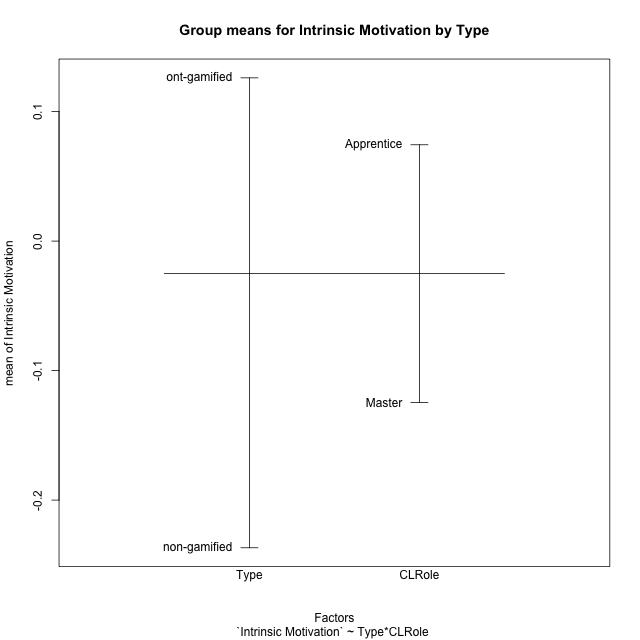 Group means for Intrinsic Motivation by Type
mean of Intrinsic Motivation
0.1
0.0
-0.1
-0.2
ont-gamified
Apprentice
Master
non-gamified
Type
CLRole
Factors
`Intrinsic Motivation` ~ Type*CLRole